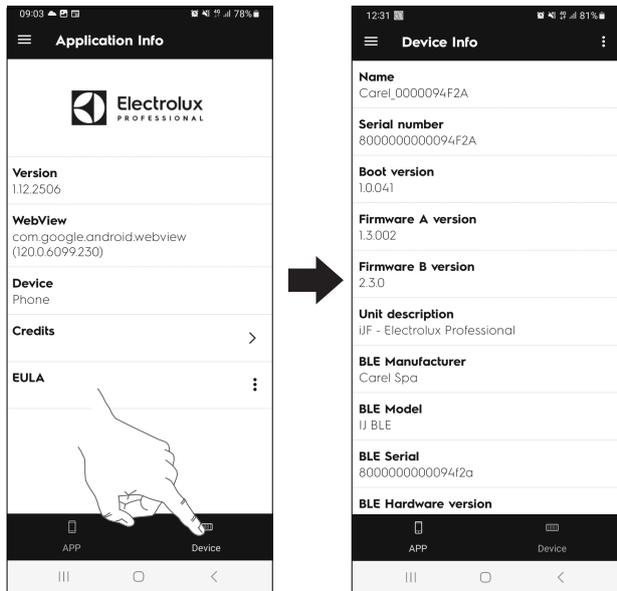 09:03
78%
Application Info
Electrolux
PROFESSIONAL
Version
1.12.2506
WebView
com.google.android.webview
(120.0.6099.230)
Device
Phone
Credits
EULA
APP
Device
12:31
81%
Device Info
Name
Carel_0000094F2A
Serial number
8000000000094F2A
Boot version
1.0.041
Firmware A version
1.3.002
Firmware B version
2.3.0
Unit description
iJF - Electrolux Professional
BLE Manufacturer
Carel Spa
BLE Model
IJ BLE
BLE Serial
8000000000094f2a
BLE Hardware version
APP
Device